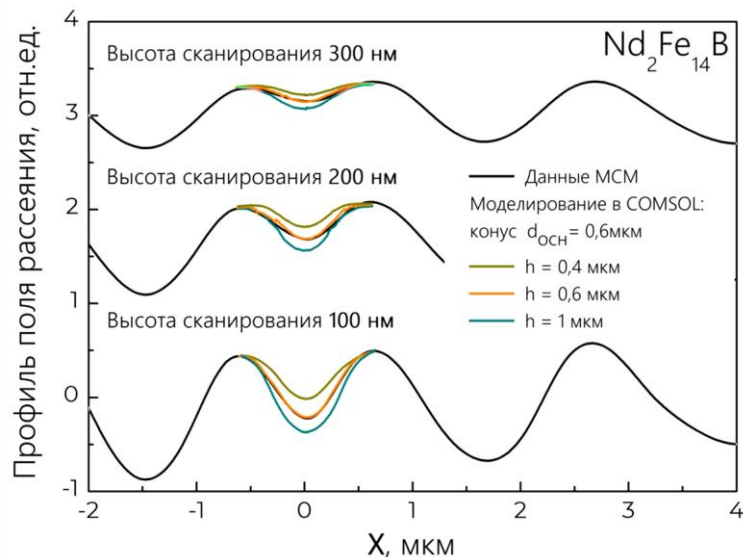 Nd2Fe14B
Высота сканирования 300 нм
Высота сканирования 200 нм
Данные МСМ
Моделирование в COMSOL:
конус dосн= 0,6мкм
h = 0,4 мкм
h = 0,6 мкм
h = 1 мкм
Высота сканирования 100 нм
Профиль поля рассеяния, отн.ед.
4
3
2
1
0
-1
-2
-1
0
1
2
3
4
X, мкм